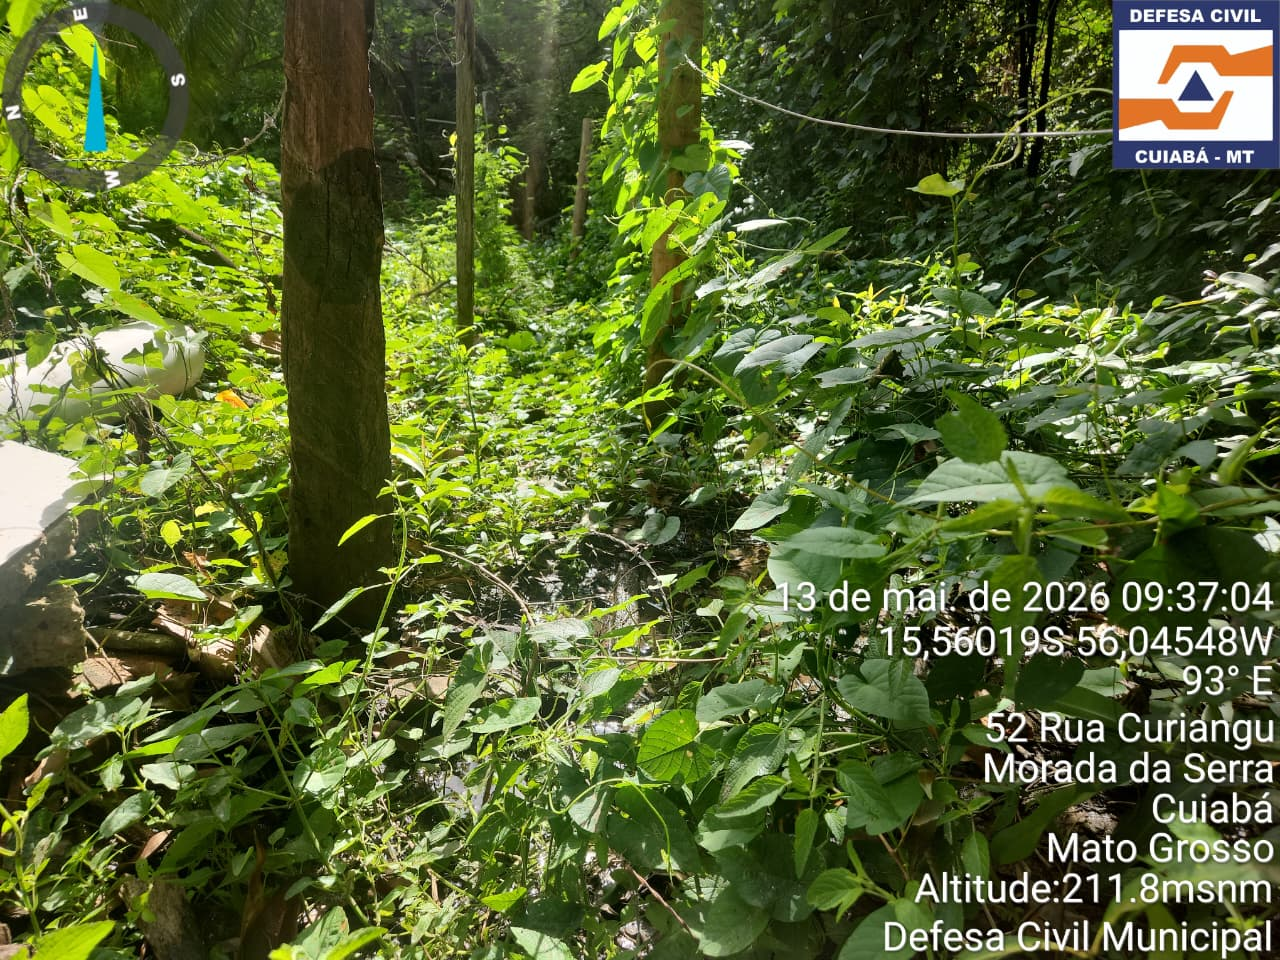 E
S
N
W
DEFESA CIVIL
CUIABÁ - MT
13 de mai. de 2026 09:37:04
15,56019S 56,04548W
93° E
52 Rua Curiangu
Morada da Serra
Cuiabá
Mato Grosso
Altitude:211.8msnm
Defesa Civil Municipal